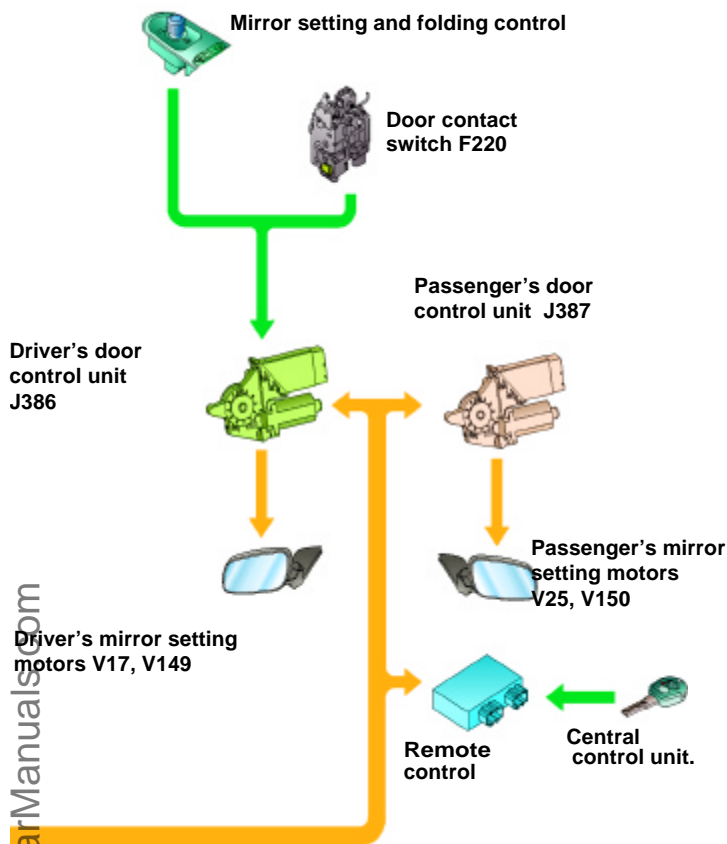 Mirror setting and folding control
Door contact
switch F220
Passenger’s door
control unit J387
Driver’s door
control unit
J386
Passenger’s mirror
setting motors
V25, V150
Driver’s mirror setting
motors V17, V149
Remote
control
Central
control unit.
arManuals.com